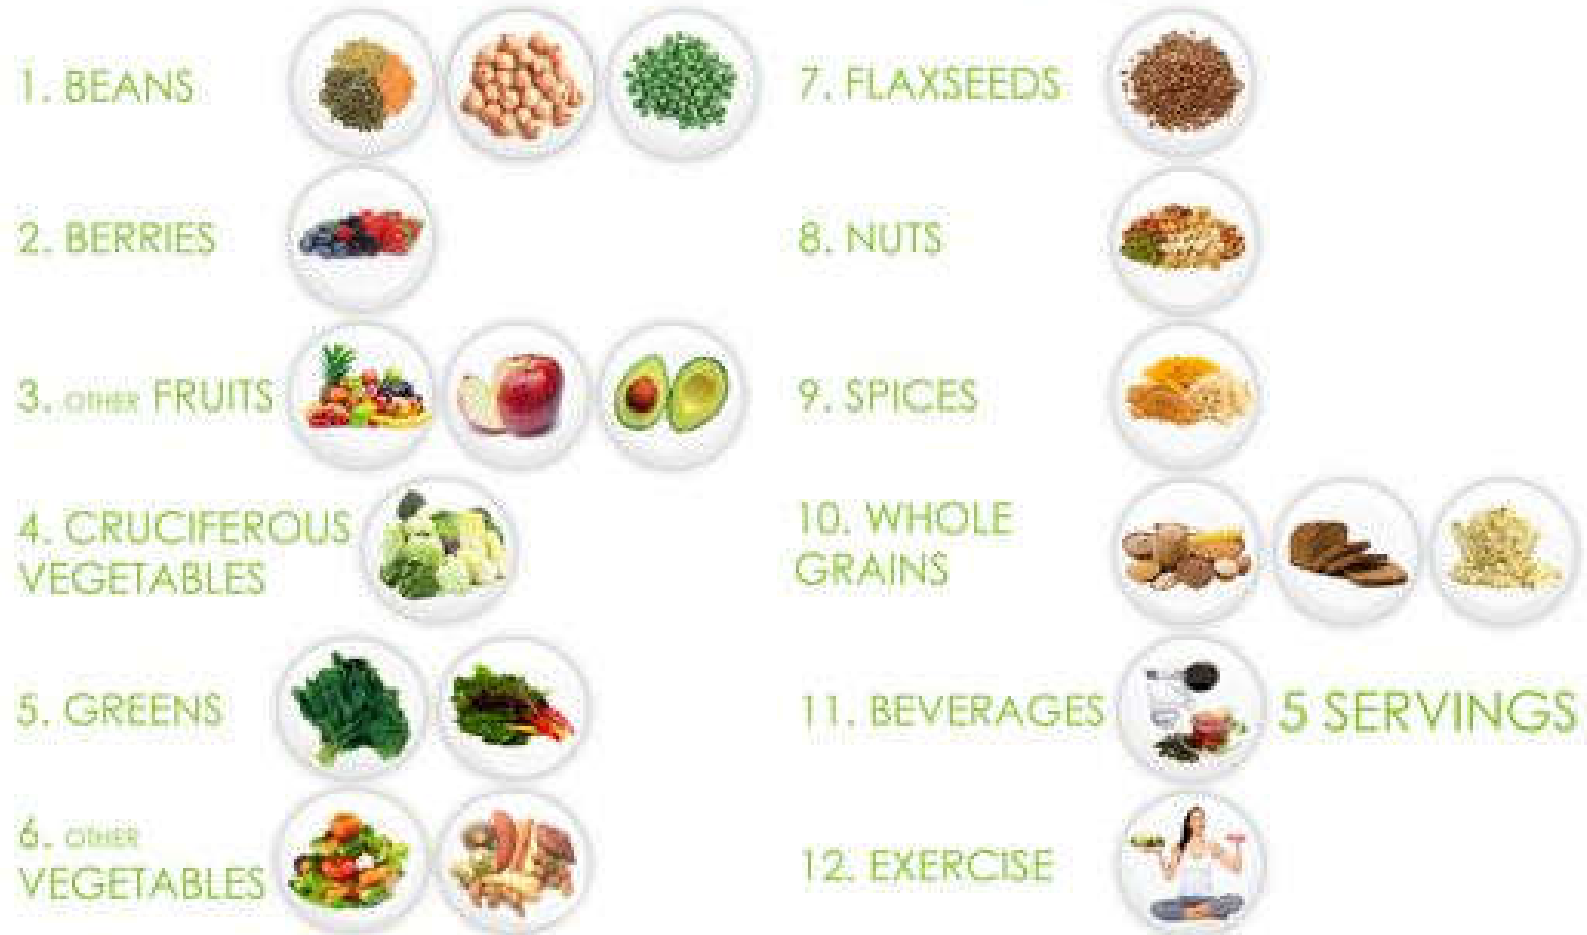 1. BEANS
2. BERRIES
3. OTHER FRUITS
4. CRUCIFEROUS
VEGETABLES
5. GREENS
6. OTHER
VEGETABLES
7. FLAXSEEDS
8. NUTS
9. SPICES
10. WHOLE
GRAINS
11. BEVERAGES 5 SERVINGS
12. EXERCISE